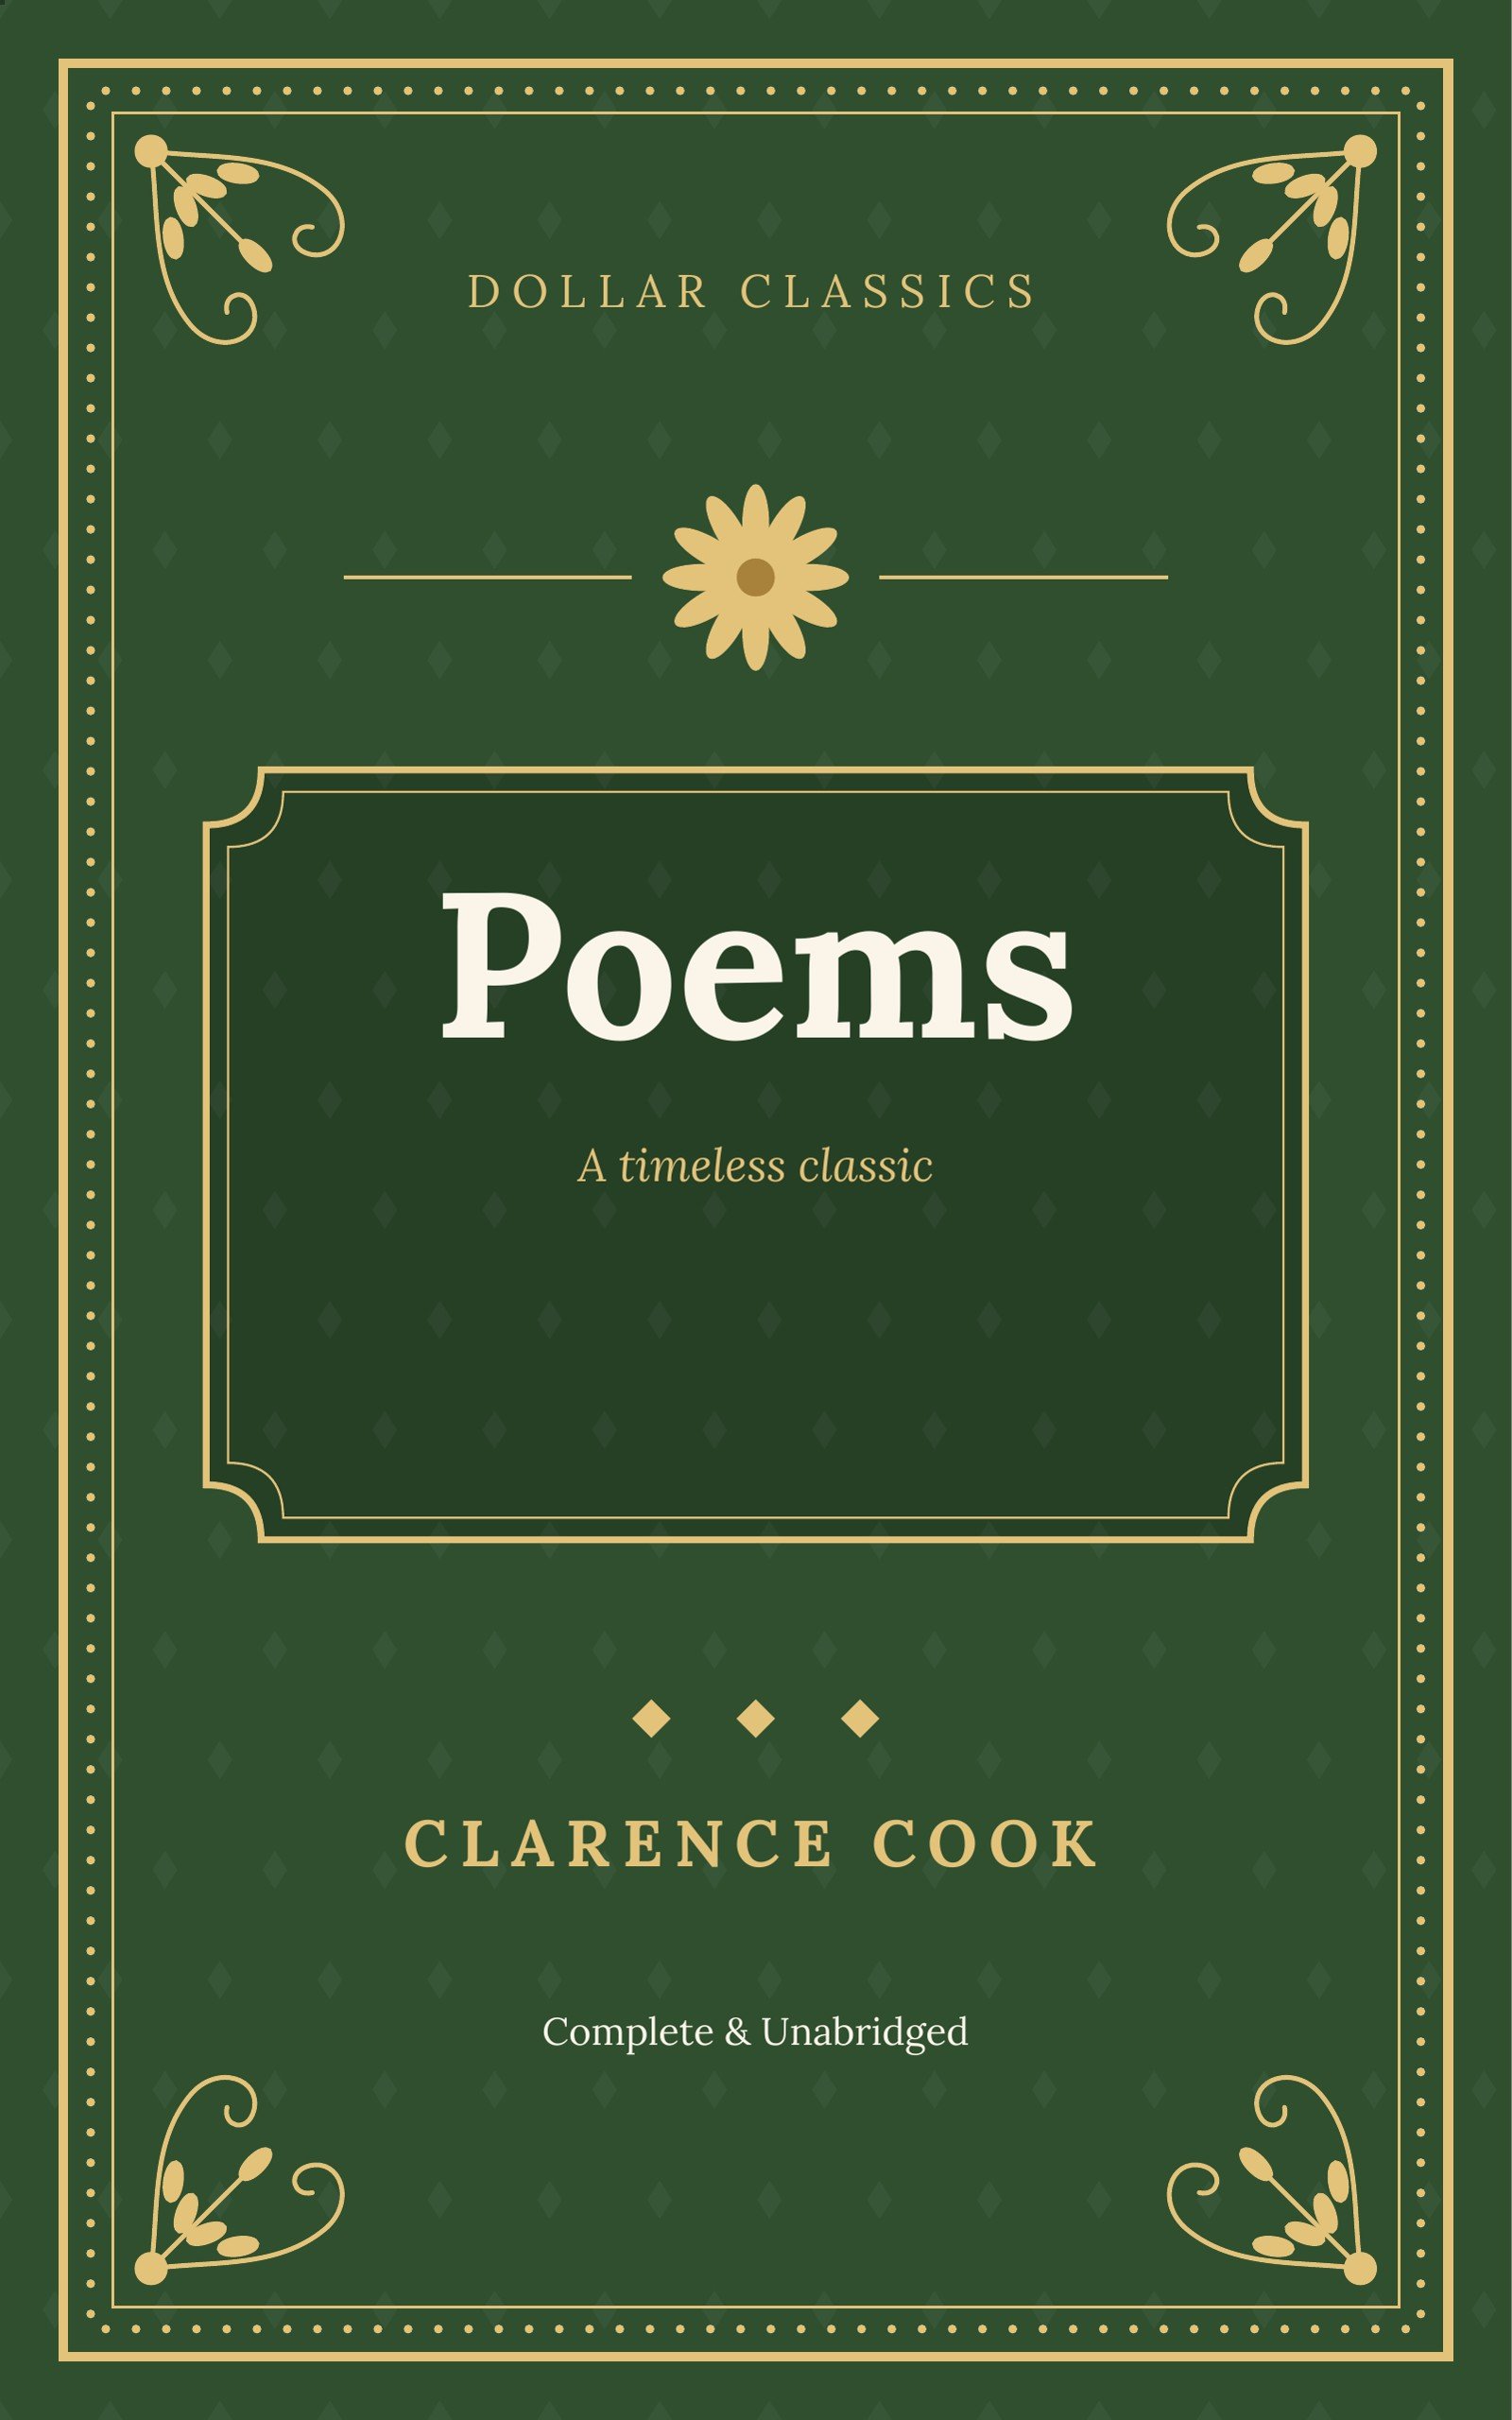 DOLLAR CLASSICS
Poems
A timeless classic
CLARENCE COOK
Complete & Unabridged